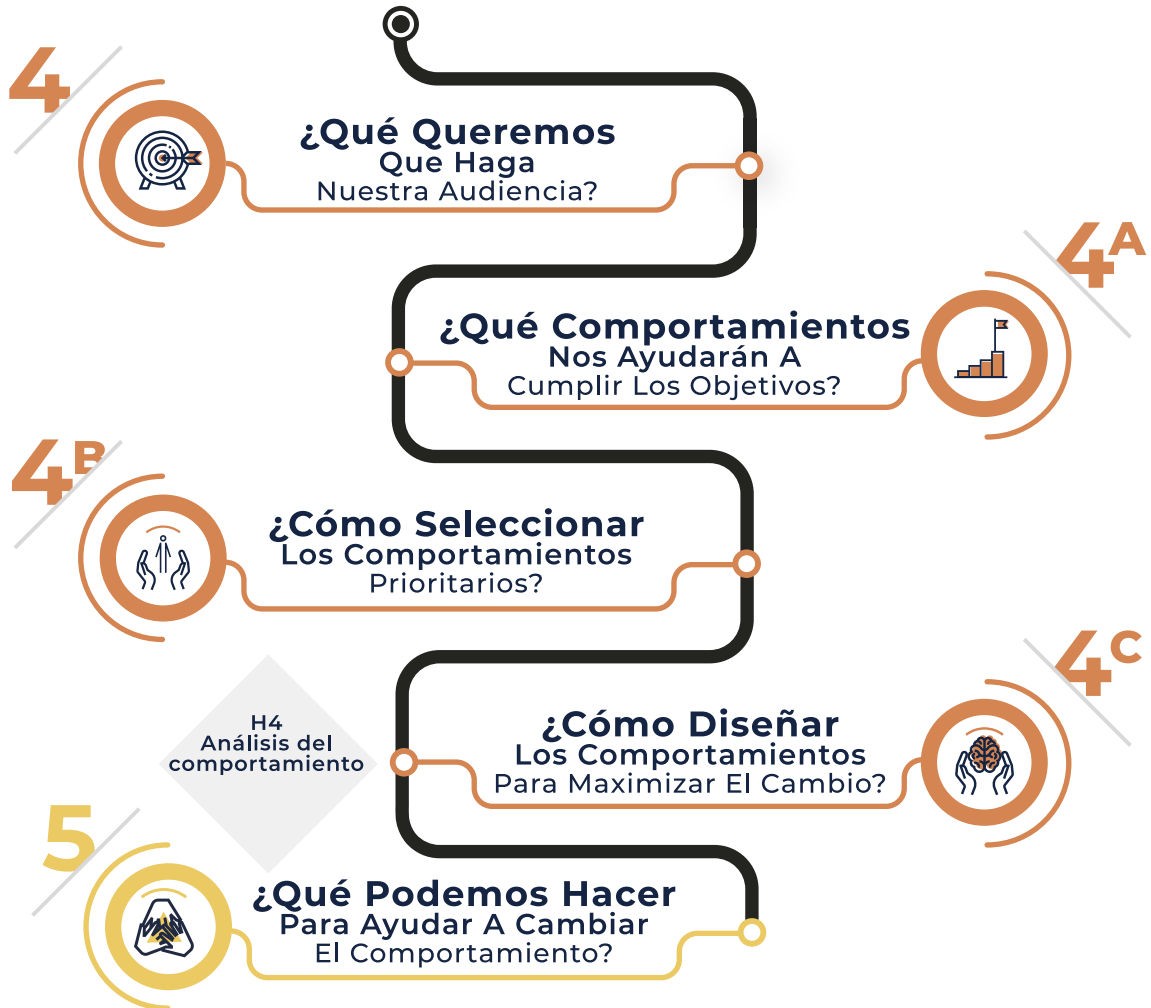 4
¿Qué Queremos
Que Haga
Nuestra Audiencia?
4A
¿Qué Comportamientos
Nos Ayudarán A
Cumplir Los Objetivos?
4B
¿Cómo Seleccionar
Los Comportamientos
Prioritarios?
4C
¿Cómo Diseñar
Los Comportamientos
Para Maximizar El Cambio?
H4
Análisis del
comportamiento
5
¿Qué Podemos Hacer
Para Ayudar A Cambiar
El Comportamiento?